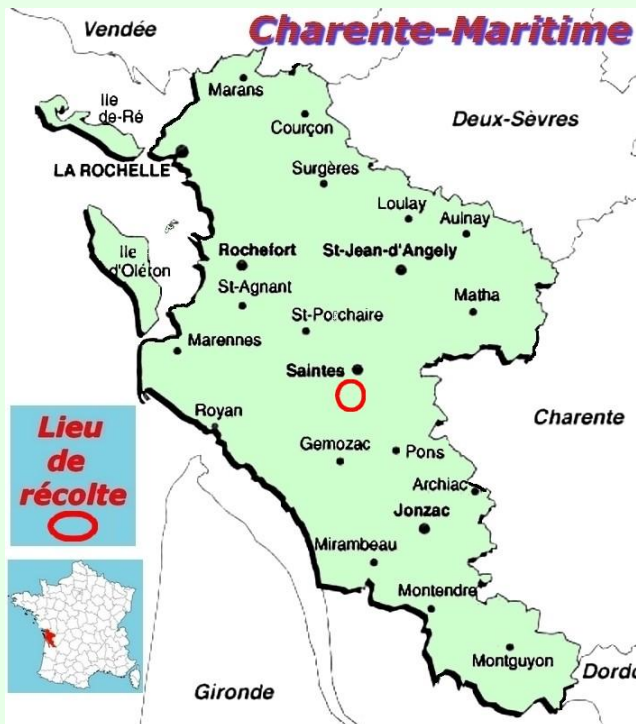 Charente-Maritime
Vendée
Marans
Ile
de-Ré
Courçon
Deux-Sèvres
LA ROCHELLE
Surgères
Loulay
Aulnay
Rochefort
St-Jean-d'Angely
Ile
d'Oléron
St-Agnant
Matha
St-Porchaire
Marennes
Saintes
Royan
Charente
Lieu
de
récolte
Gemozac
Pons
Archiac
Jonzac
Mirambeau
Montendre
Montguyon
Gironde
Dordo